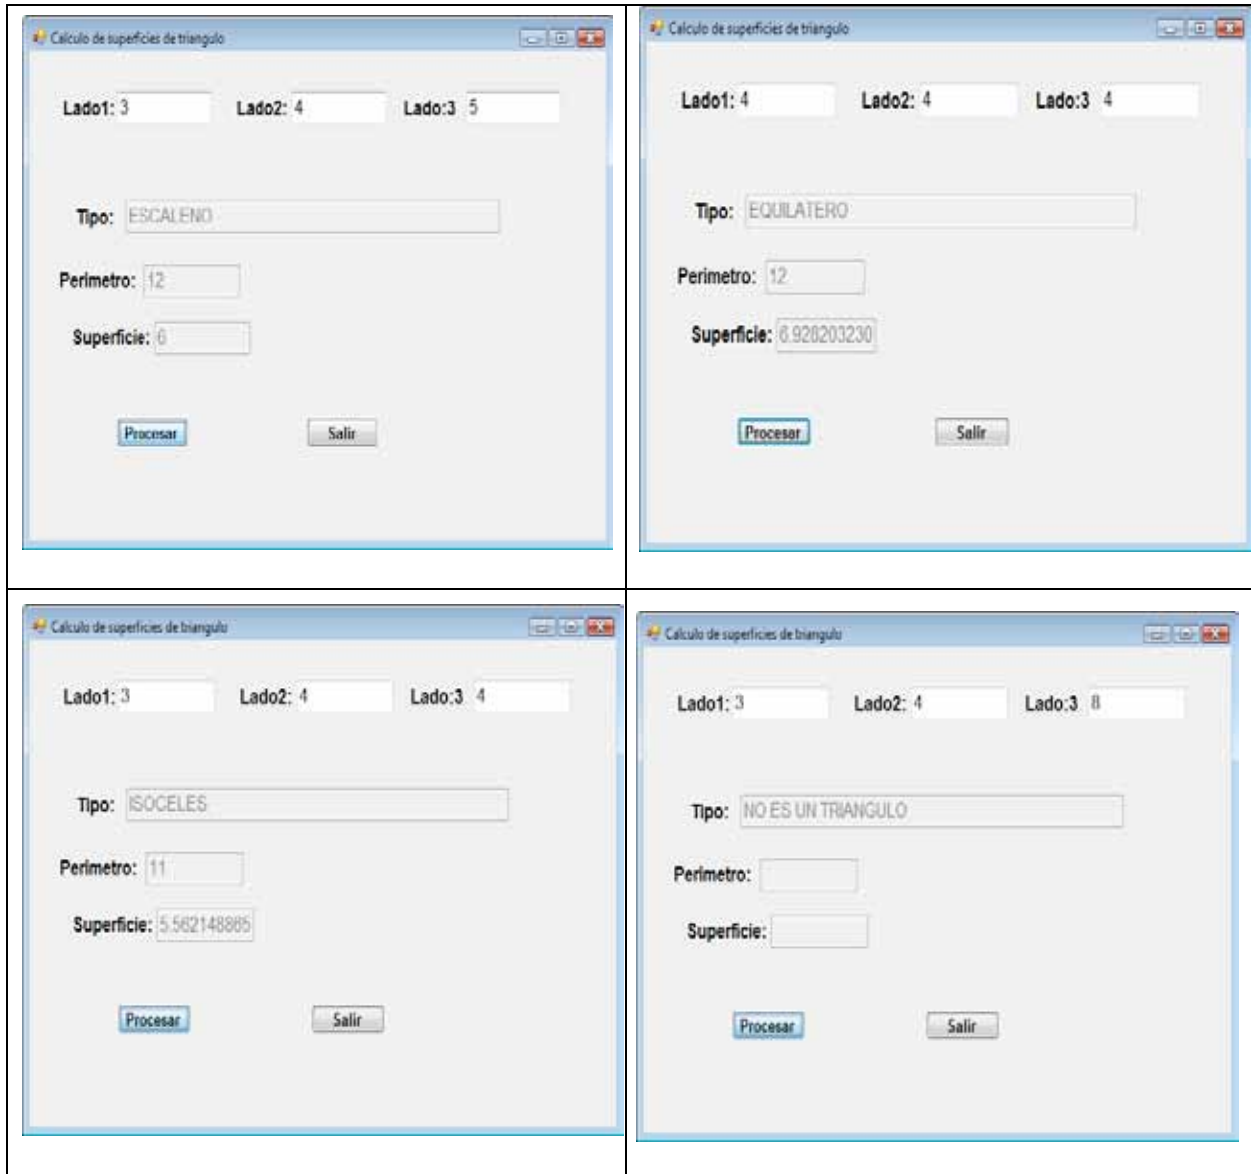 Calculo de superficies de triangulo
Lado1: 3 Lado2: 4 Lado:3 5
Tipo: ESCALENO
Perimetro: 12
Superficie: 6
Procesar Salir
Calculo de superficies de triangulo
Lado1: 4 Lado2: 4 Lado:3 4
Tipo: EQUILATERO
Perimetro: 12
Superficie: 6.928203230
Procesar Salir
Calculo de superficies de triangulo
Lado1: 3 Lado2: 4 Lado:3 4
Tipo: ISOCELES
Perimetro: 11
Superficie: 5.562148865
Procesar Salir
Calculo de superficies de triangulo
Lado1: 3 Lado2: 4 Lado:3 8
Tipo: NO ES UN TRIANGULO
Perimetro:
Superficie:
Procesar Salir